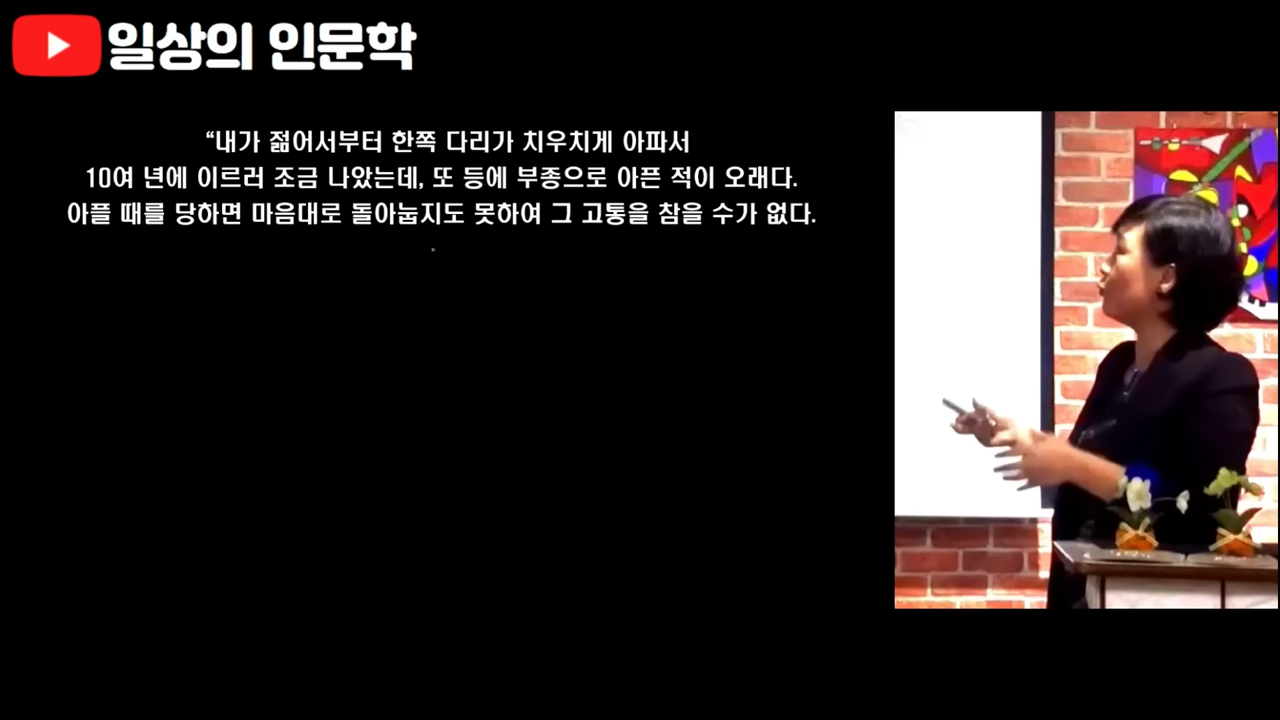 일상의 인문학
“내가 젊어서부터 한쪽 다리가 치우치게 아파서
10여 년에 이르러 조금 나았는데, 또 등에 부종으로 아픈 적이 오래다.
아플 때를 당하면 마음대로 돌아눕지도 못하여 그 고통을 참을 수가 없다.